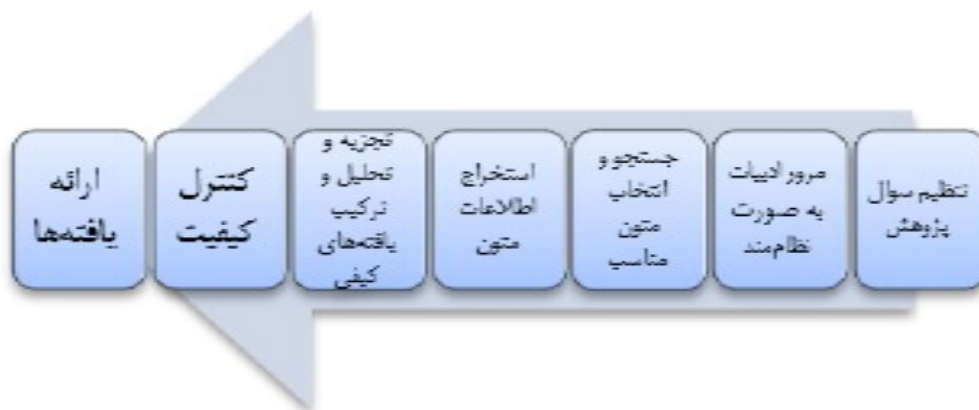 تنظیم سوال
پژوهش
مرور ادبیات
به صورت
نظام‌مند
جستجو و
انتخاب
متون
مناسب
استخراج
اطلاعات
متون
تجزیه و
تحلیل و
ترکیب
یافته‌های
کیفی
کنترل
کیفیت
ارائه
یافته‌ها